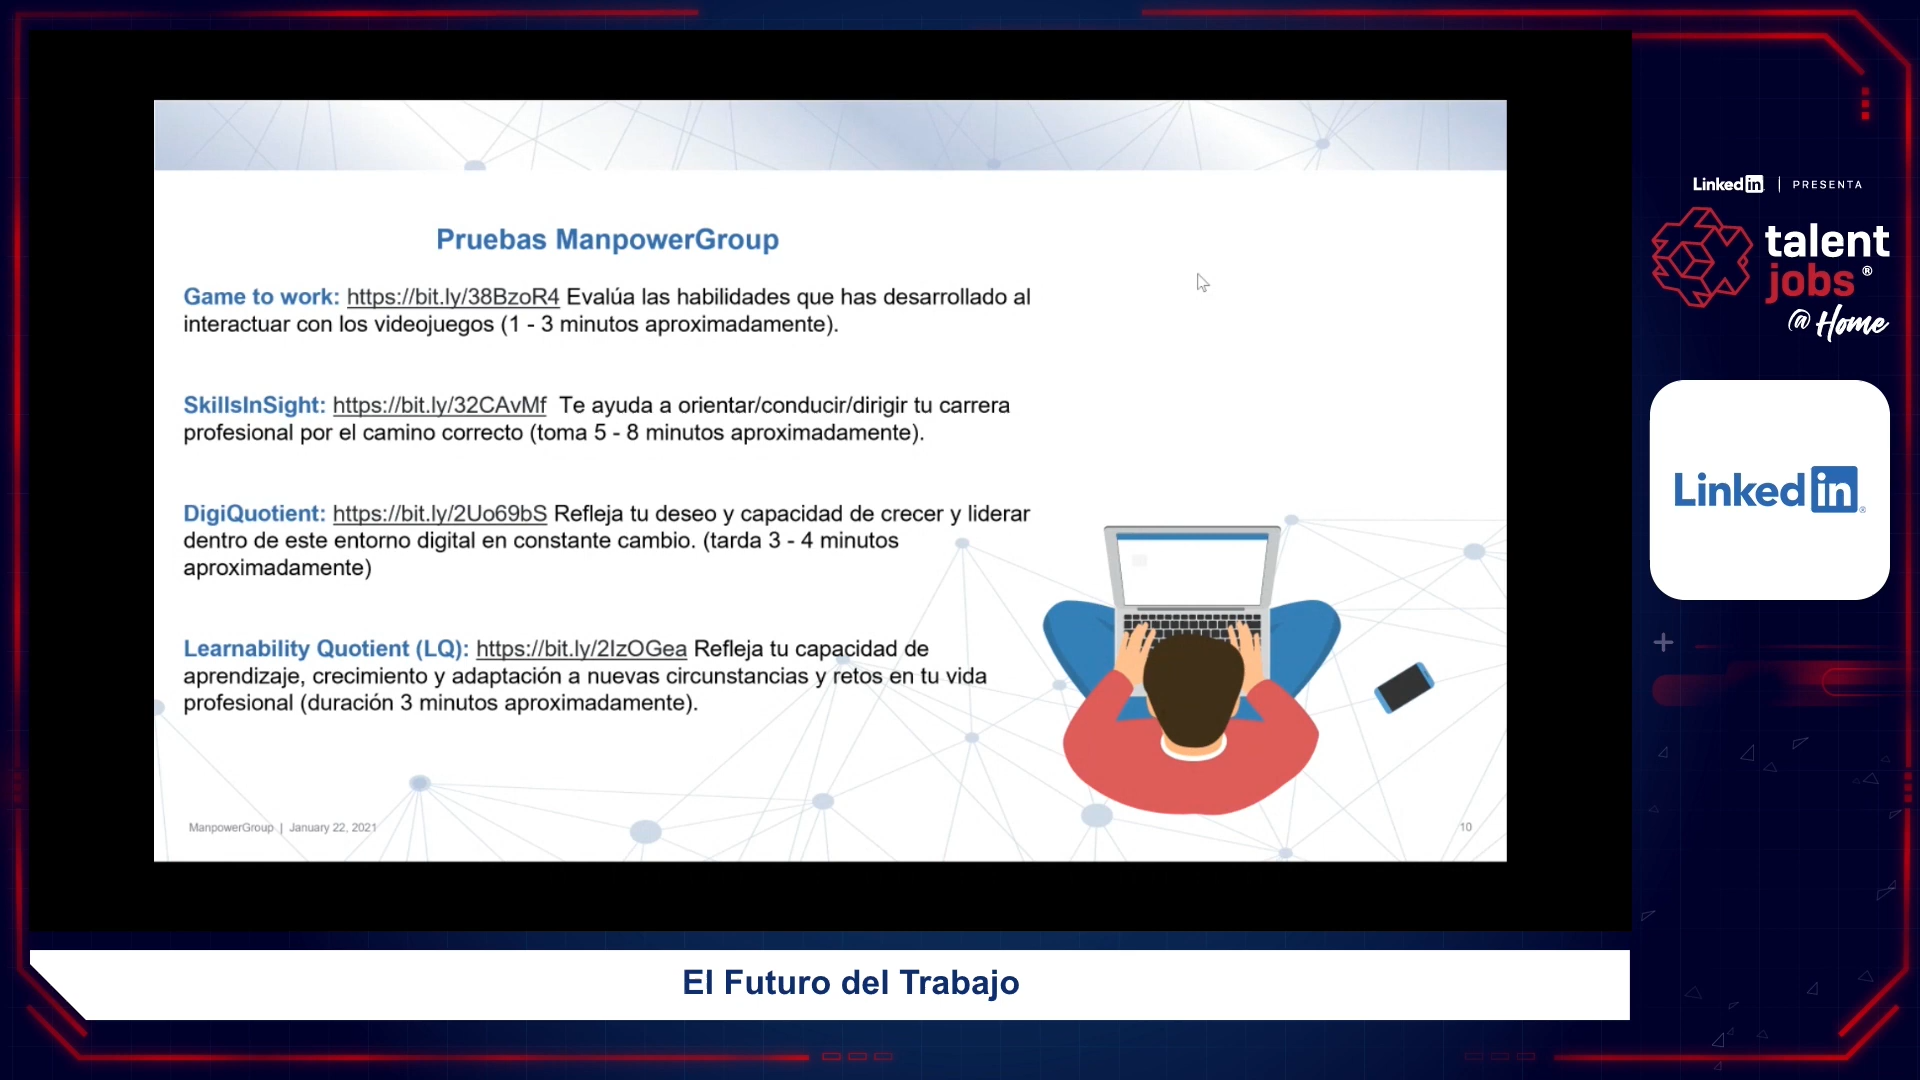 Pruebas ManpowerGroup
Game to work: https://bit.ly/38BzoR4 Evalúa las habilidades que has desarrollado al
interactuar con los videojuegos (1 - 3 minutos aproximadamente).
SkillsInSight: https://bit.ly/32CAvMf Te ayuda a orientar/conducir/dirigir tu carrera
profesional por el camino correcto (toma 5 - 8 minutos aproximadamente).
DigiQuotient: https://bit.ly/2Uo69bS Refleja tu deseo y capacidad de crecer y liderar
dentro de este entorno digital en constante cambio. (tarda 3 - 4 minutos
aproximadamente)
Learnability Quotient (LQ): https://bit.ly/2IzOGea Refleja tu capacidad de
aprendizaje, crecimiento y adaptación a nuevas circunstancias y retos en tu vida
profesional (duración 3 minutos aproximadamente).
ManpowerGroup | January 22, 2021
10
LinkedIn | PRESENTA
talent
jobs ®
@ Home
LinkedIn®
El Futuro del Trabajo